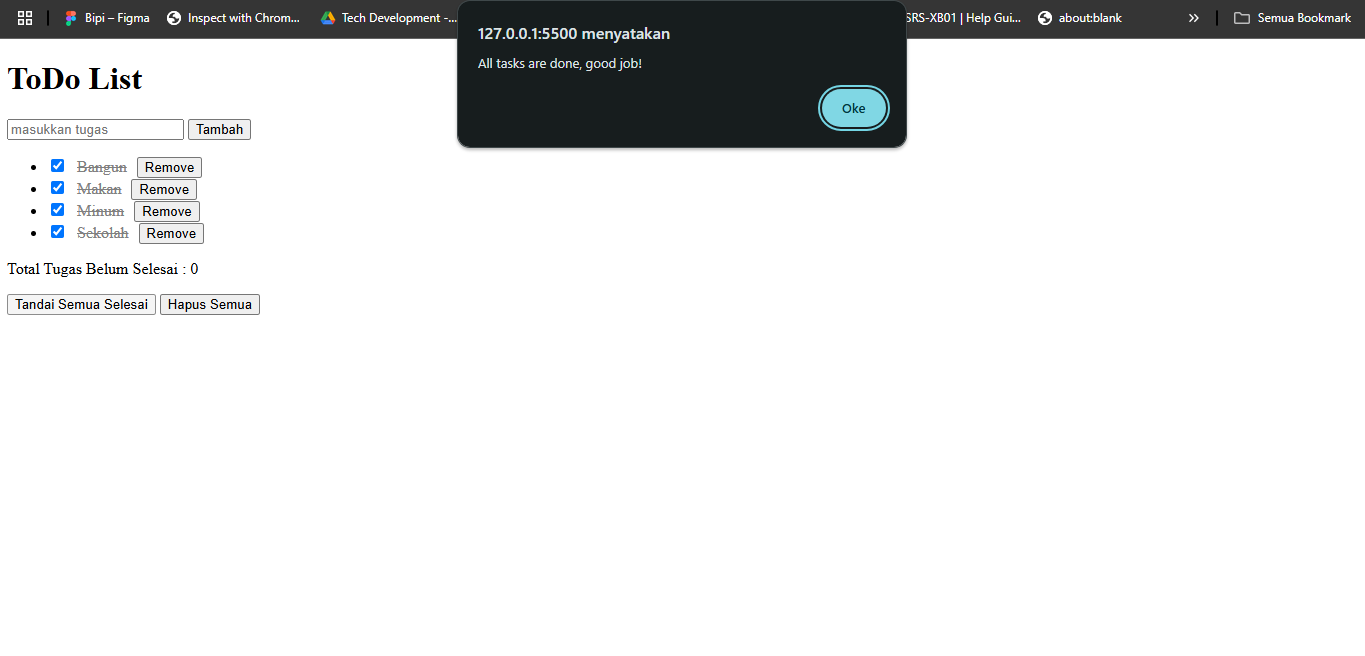 Bipi – Figma Inspect with Chrom... Tech Development -... SRS-XB01 | Help Gui... about:blank Semua Bookmark
127.0.0.1:5500 menyatakan
All tasks are done, good job!
Oke
ToDo List
masukkan tugas Tambah
Bangun Remove
Makan Remove
Minum Remove
Sekolah Remove
Total Tugas Belum Selesai : 0
Tandai Semua Selesai Hapus Semua